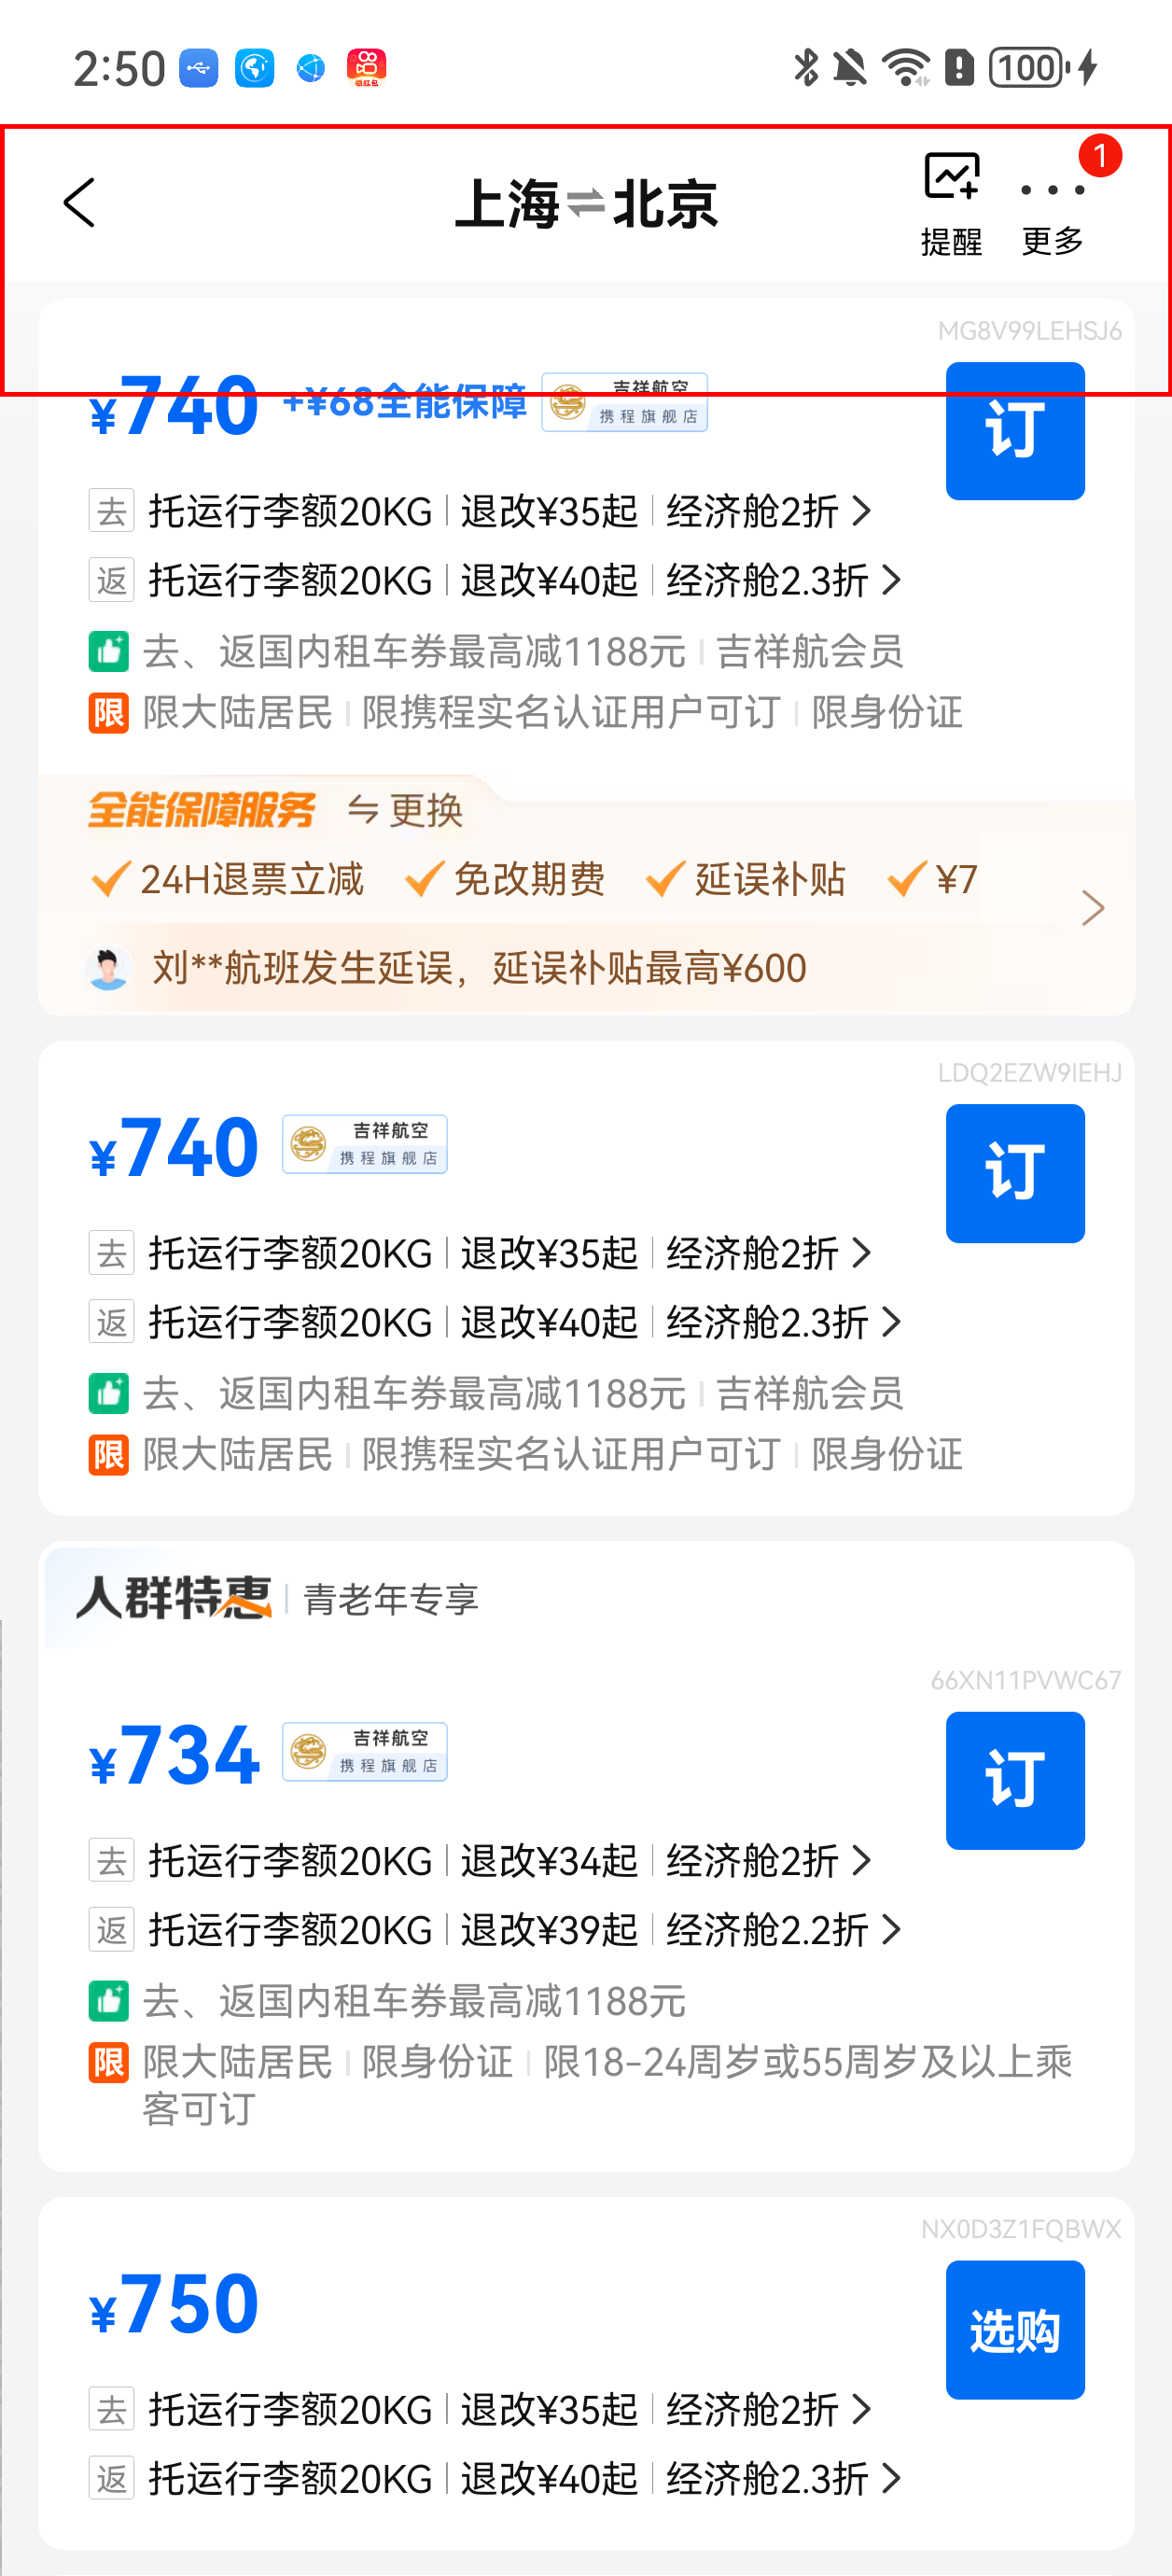 2:50
领红包
100
上海⇌北京
提醒
更多
1
MG8V99LEHSJ6
¥740 +¥68全能保障 吉祥航空
携程旗舰店
订
去 托运行李额20KG 退改¥35起 经济舱2折
返 托运行李额20KG 退改¥40起 经济舱2.3折
去、返国内租车券最高减1188元 吉祥航会员
限 限大陆居民 限携程实名认证用户可订 限身份证
全能保障服务 ⇋更换
24H退票立减 免改期费 延误补贴 ¥7
刘**航班发生延误，延误补贴最高¥600
LDQ2EZW9IEHJ
¥740 吉祥航空
携程旗舰店
订
去 托运行李额20KG 退改¥35起 经济舱2折
返 托运行李额20KG 退改¥40起 经济舱2.3折
去、返国内租车券最高减1188元 吉祥航会员
限 限大陆居民 限携程实名认证用户可订 限身份证
人群特惠 青老年专享
66XN11PVWC67
¥734 吉祥航空
携程旗舰店
订
去 托运行李额20KG 退改¥34起 经济舱2折
返 托运行李额20KG 退改¥39起 经济舱2.2折
去、返国内租车券最高减1188元
限 限大陆居民 限身份证 限18-24周岁或55周岁及以上乘
客可订
NX0D3Z1FQBWX
¥750
选购
去 托运行李额20KG 退改¥35起 经济舱2折
返 托运行李额20KG 退改¥40起 经济舱2.3折